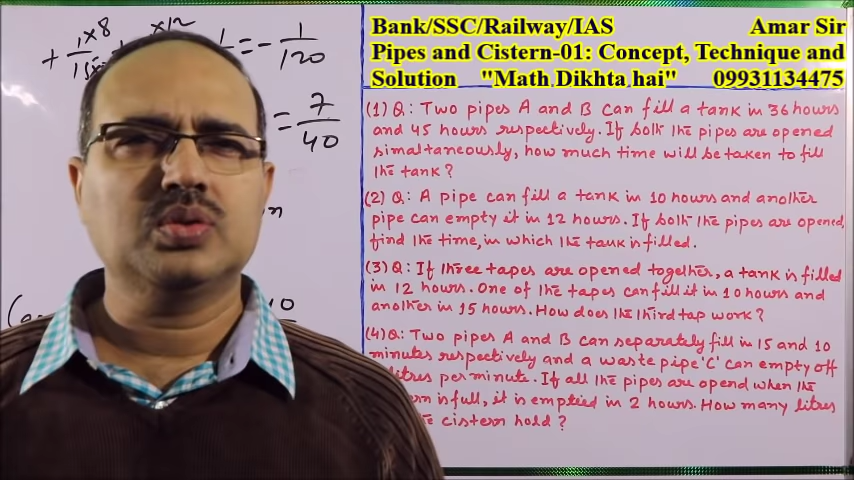 Bank/SSC/Railway/IAS Amar Sir
Pipes and Cistern-01: Concept, Technique and
Solution "Math Dikhta hai" 09931134475
+ 1×8 ×12 1 = - 1
120
= 7
40
10
(1) Q: Two pipes A and B can fill a tank in 36 hours
and 45 hours respectively. If both the pipes are opened
simaltaneously, how much time will be taken to fill
the tank?
(2) Q: A pipe can fill a tank in 10 hours and another
pipe can empty it in 12 hours. If both the pipes are opened,
find the time, in which the tank is filled.
(3) Q: If three tapes are opened together, a tank is filled
in 12 hours. One of the tapes can fill it in 10 hours and
another in 15 hours. How does the third tap work?
(4) Q: Two pipes A and B can separately fill in 15 and 10
minutes respectively and a waste pipe 'C' can empty off
litres per minute. If all the pipes are opend when the
is full, it is emptied in 2 hours. How many litres
cistern hold?